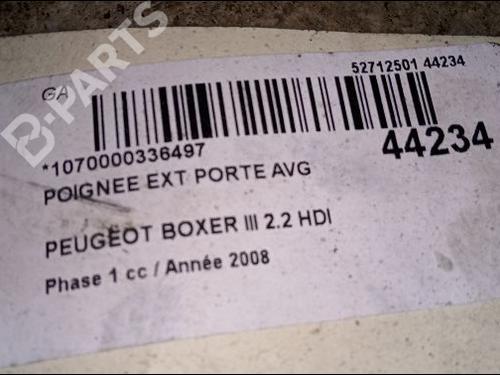 B-PARTS
GA
52712501 44234
*1070000336497
44234
POIGNEE EXT PORTE AVG
PEUGEOT BOXER III 2.2 HDI
Phase 1 cc / Année 2008